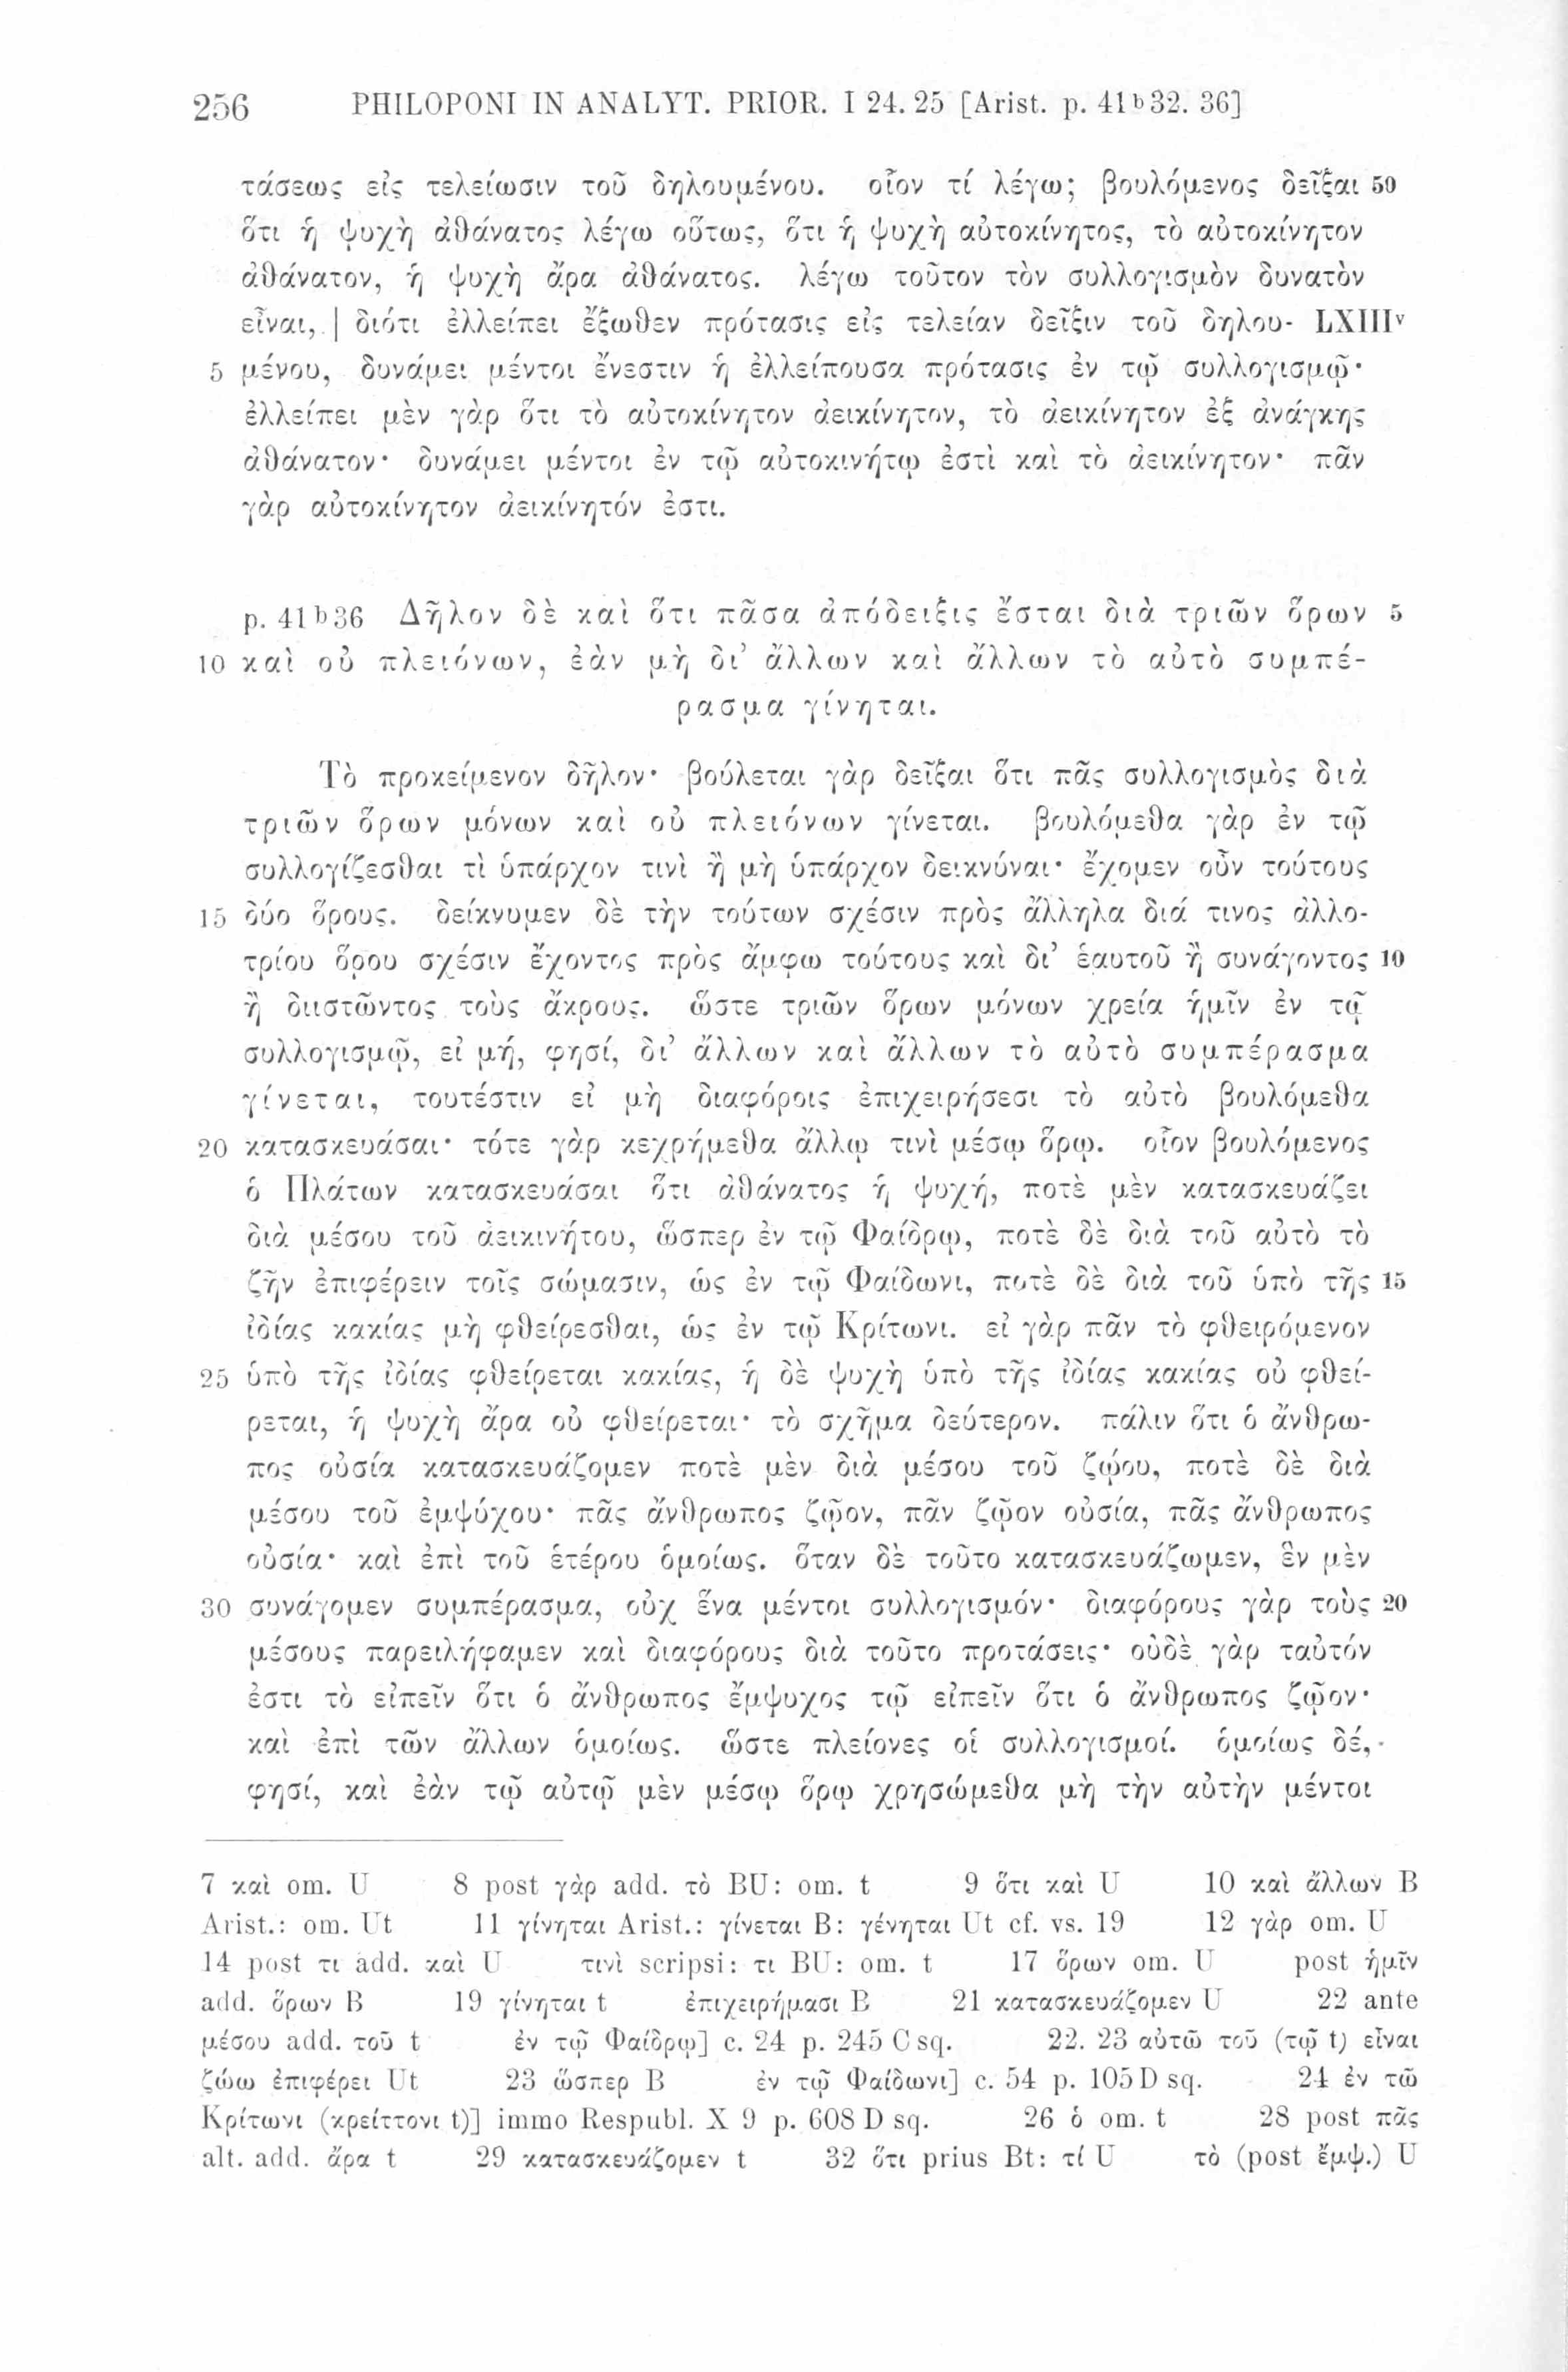 256 PHILOPONI IN ANALYT. PRIOR. I 24. 25 [Arist. p. 41ᵇ32. 36]
τάσεως εἰς τελείωσιν τοῦ δηλουμένου. οἷον τί λέγω; βουλόμενος δεῖξαι 50
ὅτι ἡ ψυχὴ ἀθάνατος λέγω οὕτως, ὅτι ἡ ψυχὴ αὐτοκίνητος, τὸ αὐτοκίνητον
ἀθάνατον, ἡ ψυχὴ ἄρα ἀθάνατος. λέγω τοῦτον τὸν συλλογισμὸν δυνατὸν
εἶναι, | διότι ἐλλείπει ἔξωθεν πρότασις εἰς τελείαν δεῖξιν τοῦ δηλου- LXIIIᵛ
5 μένου, δυνάμει μέντοι ἔνεστιν ἡ ἐλλείπουσα πρότασις ἐν τῷ συλλογισμῷ·
ἐλλείπει μὲν γὰρ ὅτι τὸ αὐτοκίνητον ἀεικίνητον, τὸ ἀεικίνητον ἐξ ἀνάγκης
ἀθάνατον· δυνάμει μέντοι ἐν τῷ αὐτοκινήτῳ ἐστὶ καὶ τὸ ἀεικίνητον· πᾶν
γὰρ αὐτοκίνητον ἀεικίνητόν ἐστι.
p. 41ᵇ36 Δῆλον δὲ καὶ ὅτι πᾶσα ἀπόδειξις ἔσται διὰ τριῶν ὅρων 5
10 καὶ οὐ πλειόνων, ἐὰν μὴ δι’ ἄλλων καὶ ἄλλων τὸ αὐτὸ συμπέ-
ρασμα γίνηται.
Τὸ προκείμενον δῆλον· βούλεται γὰρ δεῖξαι ὅτι πᾶς συλλογισμὸς διὰ
τριῶν ὅρων μόνων καὶ οὐ πλειόνων γίνεται. βουλόμεθα γὰρ ἐν τῷ
συλλογίζεσθαι τὶ ὑπάρχον τινὶ ἢ μὴ ὑπάρχον δεικνύναι· ἔχομεν οὖν τούτους
15 δύο ὅρους. δείκνυμεν δὲ τὴν τούτων σχέσιν πρὸς ἄλληλα διά τινος ἀλλο-
τρίου ὅρου σχέσιν ἔχοντος πρὸς ἄμφω τούτους καὶ δι’ ἑαυτοῦ ἢ συνάγοντος 10
ἢ διιστῶντος τοὺς ἄκρους. ὥστε τριῶν ὅρων μόνων χρεία ἡμῖν ἐν τῷ
συλλογισμῷ, εἰ μή, φησί, δι’ ἄλλων καὶ ἄλλων τὸ αὐτὸ συμπέρασμα
γίνεται, τουτέστιν εἰ μὴ διαφόροις ἐπιχειρήσεσι τὸ αὐτὸ βουλόμεθα
20 κατασκευάσαι· τότε γὰρ κεχρήμεθα ἄλλῳ τινὶ μέσῳ ὅρῳ. οἷον βουλόμενος
ὁ Πλάτων κατασκευάσαι ὅτι ἀθάνατος ἡ ψυχή, ποτὲ μὲν κατασκευάζει
διὰ μέσου τοῦ ἀεικινήτου, ὥσπερ ἐν τῷ Φαίδρῳ, ποτὲ δὲ διὰ τοῦ αὐτὸ τὸ
ζῆν ἐπιφέρειν τοῖς σώμασιν, ὡς ἐν τῷ Φαίδωνι, ποτὲ δὲ διὰ τοῦ ὑπὸ τῆς 15
ἰδίας κακίας μὴ φθείρεσθαι, ὡς ἐν τῷ Κρίτωνι. εἰ γὰρ πᾶν τὸ φθειρόμενον
25 ὑπὸ τῆς ἰδίας φθείρεται κακίας, ἡ δὲ ψυχὴ ὑπὸ τῆς ἰδίας κακίας οὐ φθεί-
ρεται, ἡ ψυχὴ ἄρα οὐ φθείρεται· τὸ σχῆμα δεύτερον. πάλιν ὅτι ὁ ἄνθρω-
πος οὐσία κατασκευάζομεν ποτὲ μὲν διὰ μέσου τοῦ ζῴου, ποτὲ δὲ διὰ
μέσου τοῦ ἐμψύχου· πᾶς ἄνθρωπος ζῷον, πᾶν ζῷον οὐσία, πᾶς ἄνθρωπος
οὐσία· καὶ ἐπὶ τοῦ ἑτέρου ὁμοίως. ὅταν δὲ τοῦτο κατασκευάζωμεν, ἓν μὲν
30 συνάγομεν συμπέρασμα, οὐχ ἕνα μέντοι συλλογισμόν· διαφόρους γὰρ τοὺς 20
μέσους παρειλήφαμεν καὶ διαφόρους διὰ τοῦτο προτάσεις· οὐδὲ γὰρ ταὐτόν
ἐστι τὸ εἰπεῖν ὅτι ὁ ἄνθρωπος ἔμψυχος τῷ εἰπεῖν ὅτι ὁ ἄνθρωπος ζῷον·
καὶ ἐπὶ τῶν ἄλλων ὁμοίως. ὥστε πλείονες οἱ συλλογισμοί. ὁμοίως δέ,
φησί, καὶ ἐὰν τῷ αὐτῷ μὲν μέσῳ ὅρῳ χρησώμεθα μὴ τὴν αὐτὴν μέντοι
7 καὶ om. U 8 post γὰρ add. τὸ BU: om. t 9 ὅτι καὶ U 10 καὶ ἄλλων B
Arist.: om. Ut 11 γίνηται Arist.: γίνεται B: γένηται Ut cf. vs. 19 12 γὰρ om. U
14 post τι add. καὶ U τινὶ scripsi: τι BU: om. t 17 ὅρων om. U post ἡμῖν
add. ὅρων B 19 γίνηται t ἐπιχειρήμασι B 21 κατασκευάζομεν U 22 ante
μέσου add. τοῦ t ἐν τῷ Φαίδρῳ] c. 24 p. 245 C sq. 22. 23 αὐτῶ τοῦ (τῷ t) εἶναι
ζώω ἐπιφέρει Ut 23 ὥσπερ B ἐν τῷ Φαίδωνι] c. 54 p. 105 D sq. 24 ἐν τῶ
Κρίτωνι (κρείττονι t)] immo Respubl. X 9 p. 608 D sq. 26 ὁ om. t 28 post πᾶς
alt. add. ἄρα t 29 κατασκευάζομεν t 32 ὅτι prius Bt: τί U τὸ (post ἔμψ.) U